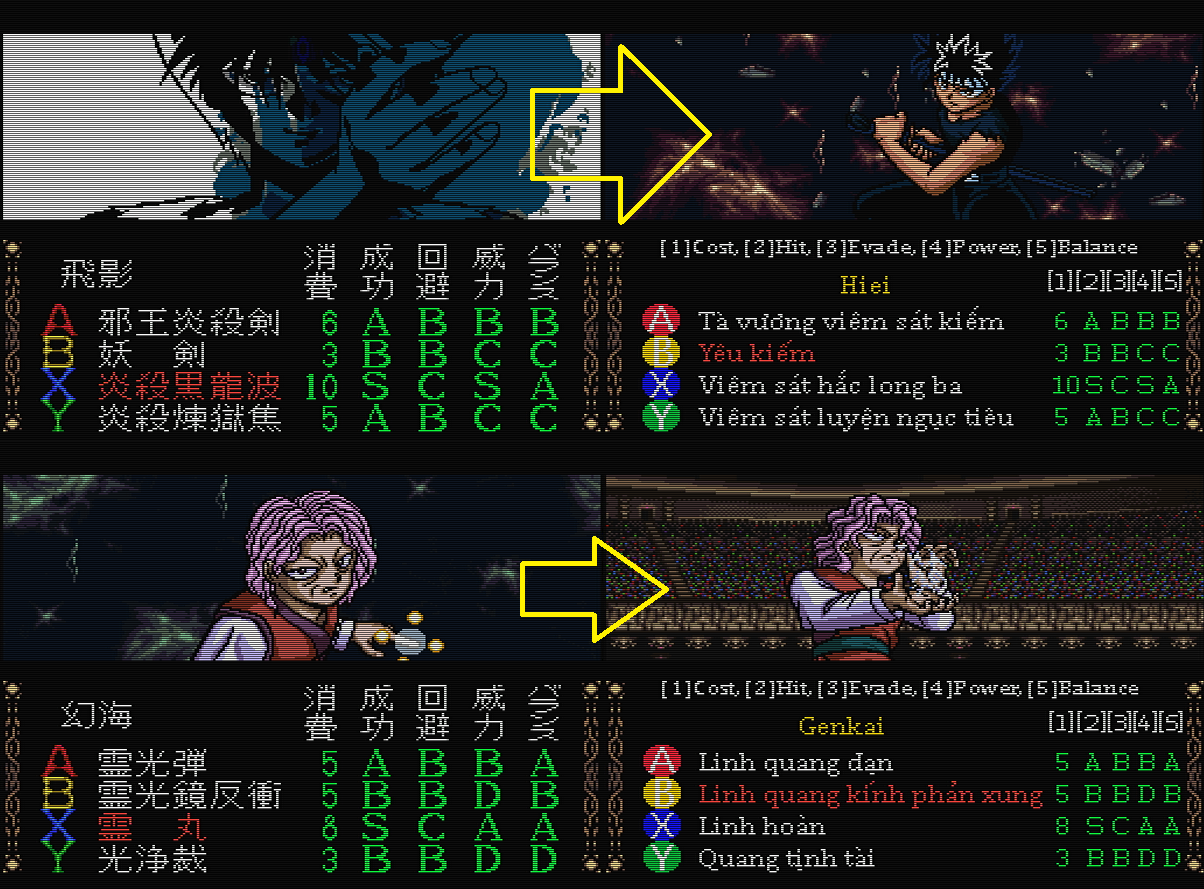 消費 成功 回避 威力 バランス
飛影
A 邪王炎殺剣 6 A B B B
B 妖 剣 3 B B C C
X 炎殺黒龍波 10 S C S A
Y 炎殺煉獄焦 5 A B C C
[1]Cost,[2]Hit,[3]Evade,[4]Power,[5]Balance
Hiei [1][2][3][4][5]
A Tà vương viêm sát kiếm 6 A B B B
B Yêu kiếm 3 B B C C
X Viêm sát hắc long ba 10 S C S A
Y Viêm sát luyện ngục tiêu 5 A B C C
消費 成功 回避 威力 バランス
幻海
A 霊光弾 5 A B B A
B 霊光鏡反衝 5 B B D B
X 霊 丸 8 S C A A
Y 光浄裁 3 B B D D
[1]Cost,[2]Hit,[3]Evade,[4]Power,[5]Balance
Genkai [1][2][3][4][5]
A Linh quang đan 5 A B B A
B Linh quang kính phản xung 5 B B D B
X Linh hoàn 8 S C A A
Y Quang tịnh tài 3 B B D D